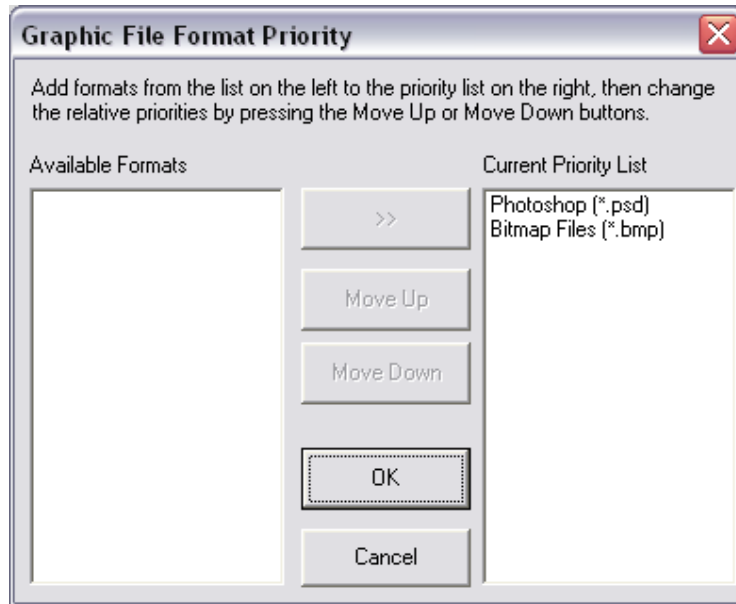 Graphic File Format Priority
Add formats from the list on the left to the priority list on the right, then change
the relative priorities by pressing the Move Up or Move Down buttons.
Available Formats
Current Priority List
>>
Photoshop (*.psd)
Bitmap Files (*.bmp)
Move Up
Move Down
OK
Cancel